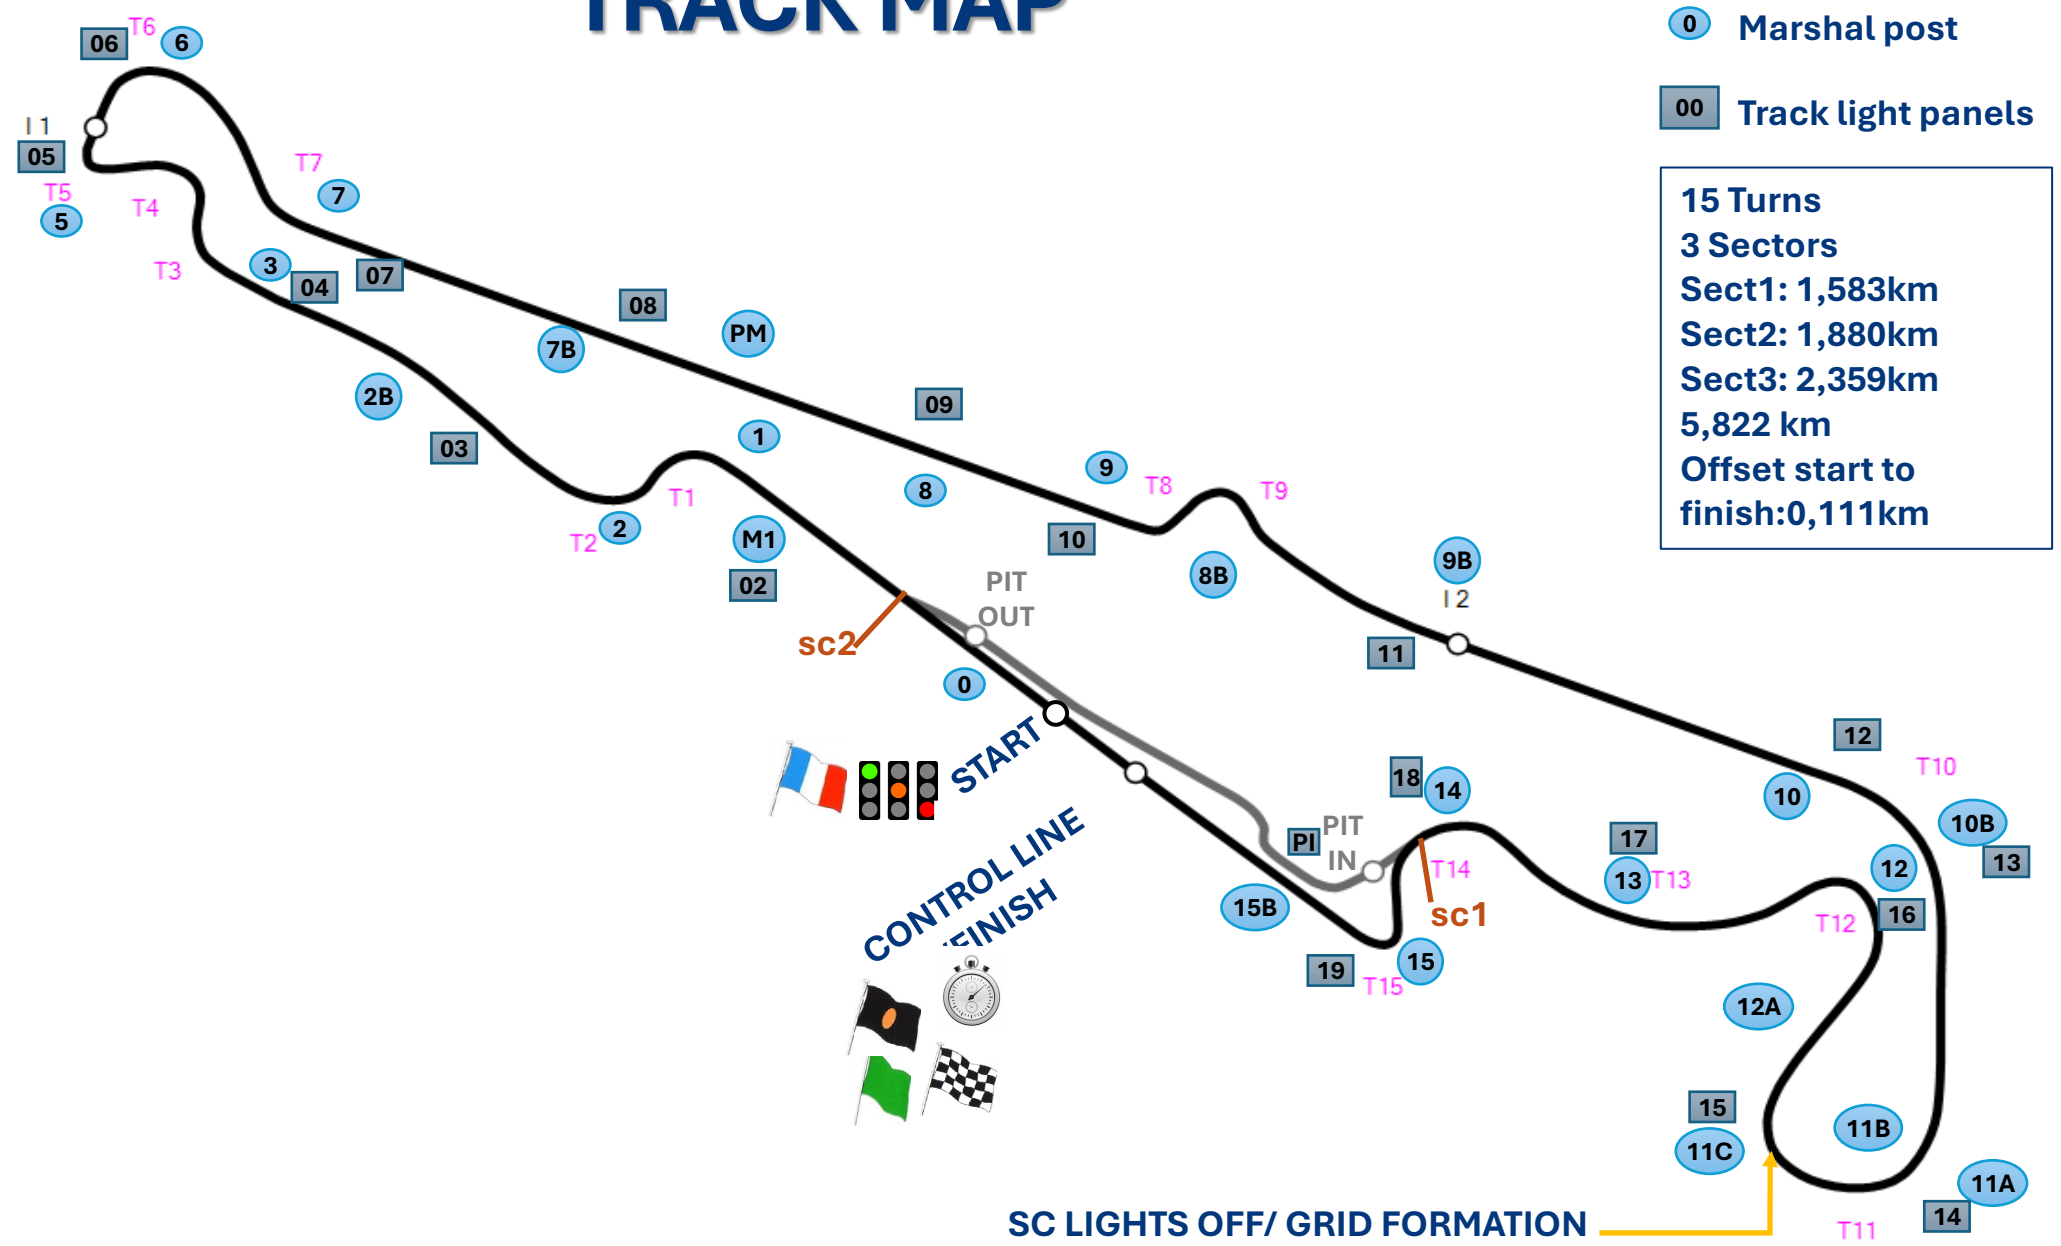 TRACK MAP
0 Marshal post
00 Track light panels
15 Turns
3 Sectors
Sect1: 1,583km
Sect2: 1,880km
Sect3: 2,359km
5,822 km
Offset start to
finish:0,111km
06
T6
6
I 1
05
T5
5
T4
T7
7
T3
3
04
07
08
7B
PM
2B
03
09
1
8
9
T8
T9
T1
T2
2
M1
02
10
8B
9B
I 2
11
PIT
OUT
sc2
0
START
12
T10
10
10B
13
18
14
PI
PIT
IN
T14
sc1
17
13
T13
12
16
T12
15B
19
T15
15
CONTROL LINE
FINISH
12A
15
11C
11B
11A
14
T11
SC LIGHTS OFF/ GRID FORMATION